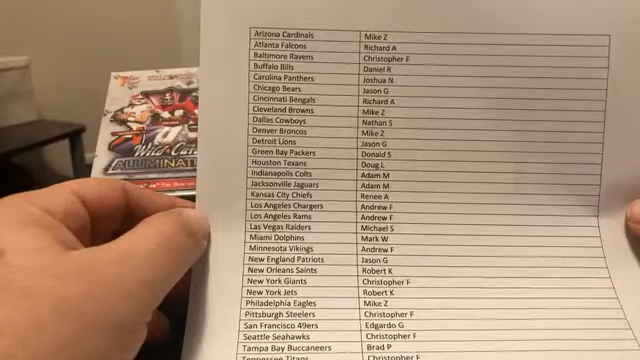 Arizona Cardinals Mike Z
Atlanta Falcons Richard A
Baltimore Ravens Christopher F
Buffalo Bills Daniel R
Carolina Panthers Joshua N
Chicago Bears Jason G
Cincinnati Bengals Richard A
Cleveland Browns Mike Z
Dallas Cowboys Nathan S
Denver Broncos Mike Z
Detroit Lions Jason G
Green Bay Packers Donald S
Houston Texans Doug L
Indianapolis Colts Adam M
Jacksonville Jaguars Adam M
Kansas City Chiefs Renee A
Los Angeles Chargers Andrew F
Los Angeles Rams Andrew F
Las Vegas Raiders Michael S
Miami Dolphins Mark W
Minnesota Vikings Andrew F
New England Patriots Jason G
New Orleans Saints Robert K
New York Giants Christopher F
New York Jets Robert K
Philadelphia Eagles Mike Z
Pittsburgh Steelers Christopher F
San Francisco 49ers Edgardo G
Seattle Seahawks Christopher F
Tampa Bay Buccaneers Brad P
Tennessee Titans Christopher F
Wild